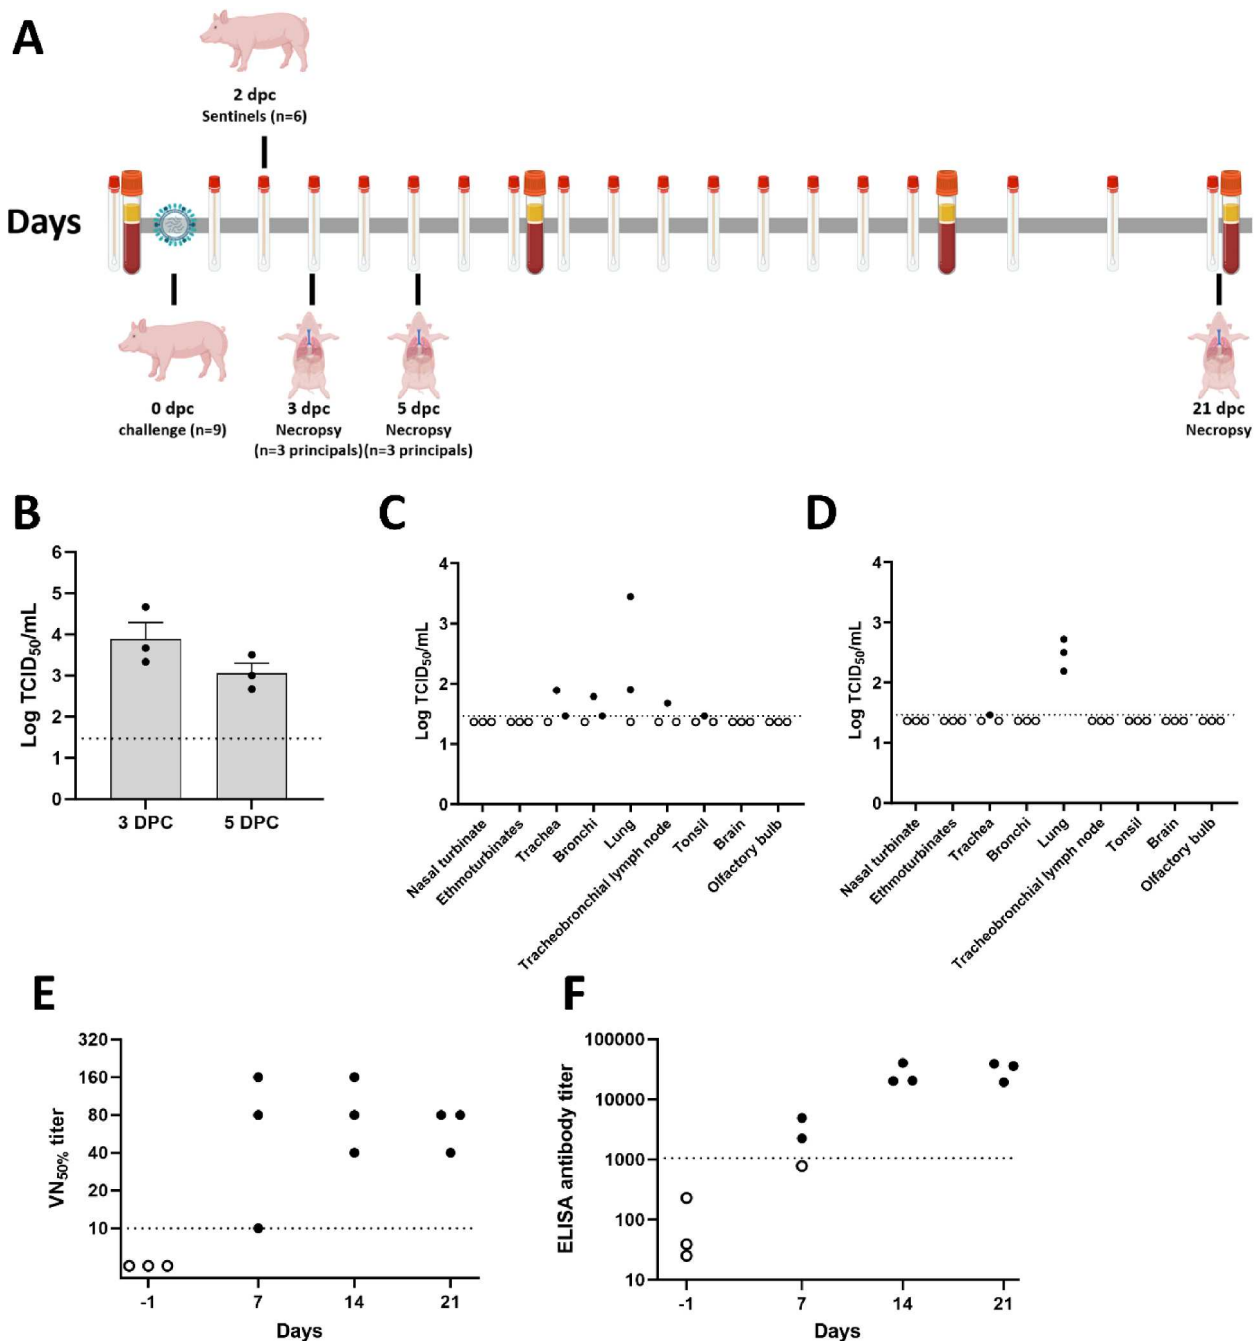 A
2 dpc
Sentinels (n=6)
Days
0 dpc
challenge (n=9)
3 dpc
Necropsy
(n=3 principals)
5 dpc
Necropsy
(n=3 principals)
21 dpc
Necropsy
B
Log TCID50/mL
6
5
4
3
2
1
0
3 DPC
5 DPC
C
Log TCID50/mL
4
3
2
1
0
Nasal turbinate
Ethmoturbinates
Trachea
Bronchi
Lung
Tracheobronchial lymph node
Tonsil
Brain
Olfactory bulb
D
Log TCID50/mL
4
3
2
1
0
Nasal turbinate
Ethmoturbinates
Trachea
Bronchi
Lung
Tracheobronchial lymph node
Tonsil
Brain
Olfactory bulb
E
VN50% titer
320
160
80
40
20
10
-1
7
14
21
Days
F
ELISA antibody titer
100000
10000
1000
100
10
-1
7
14
21
Days